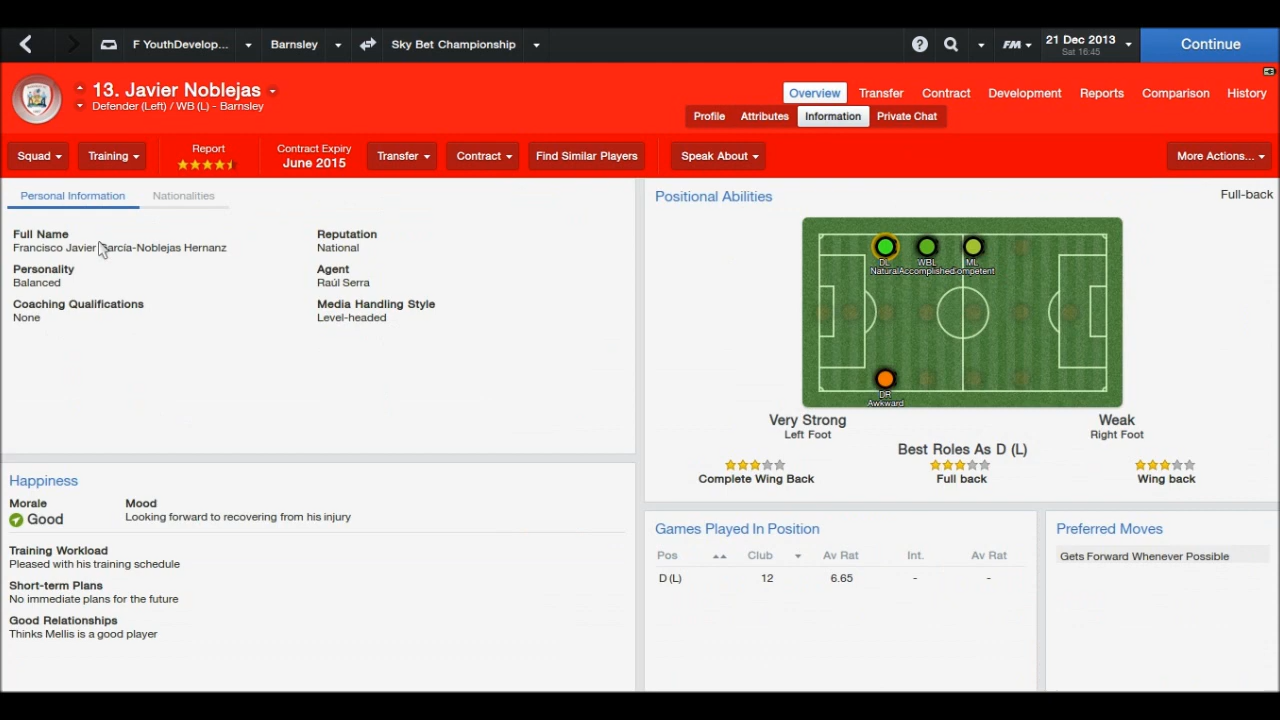 F YouthDevelop...
Barnsley
Sky Bet Championship
FM
21 Dec 2013
Sat 16:45
Continue
13. Javier Noblejas
Defender (Left) / WB (L) - Barnsley
Overview
Transfer
Contract
Development
Reports
Comparison
History
Profile
Attributes
Information
Private Chat
Squad
Training
Report
Contract Expiry
June 2015
Transfer
Contract
Find Similar Players
Speak About
More Actions...
Personal Information
Nationalities
Full Name
Francisco Javier García-Noblejas Hernanz
Personality
Balanced
Coaching Qualifications
None
Reputation
National
Agent
Raúl Serra
Media Handling Style
Level-headed
Happiness
Morale
Good
Mood
Looking forward to recovering from his injury
Training Workload
Pleased with his training schedule
Short-term Plans
No immediate plans for the future
Good Relationships
Thinks Mellis is a good player
Positional Abilities
Full-back
DL
Natural
WBL
Accomplished
ML
ompetent
DR
Awkward
Very Strong
Left Foot
Weak
Right Foot
Best Roles As D (L)
Complete Wing Back
Full back
Wing back
Games Played In Position
Pos Club Av Rat Int. Av Rat
D (L) 12 6.65 - -
Preferred Moves
Gets Forward Whenever Possible